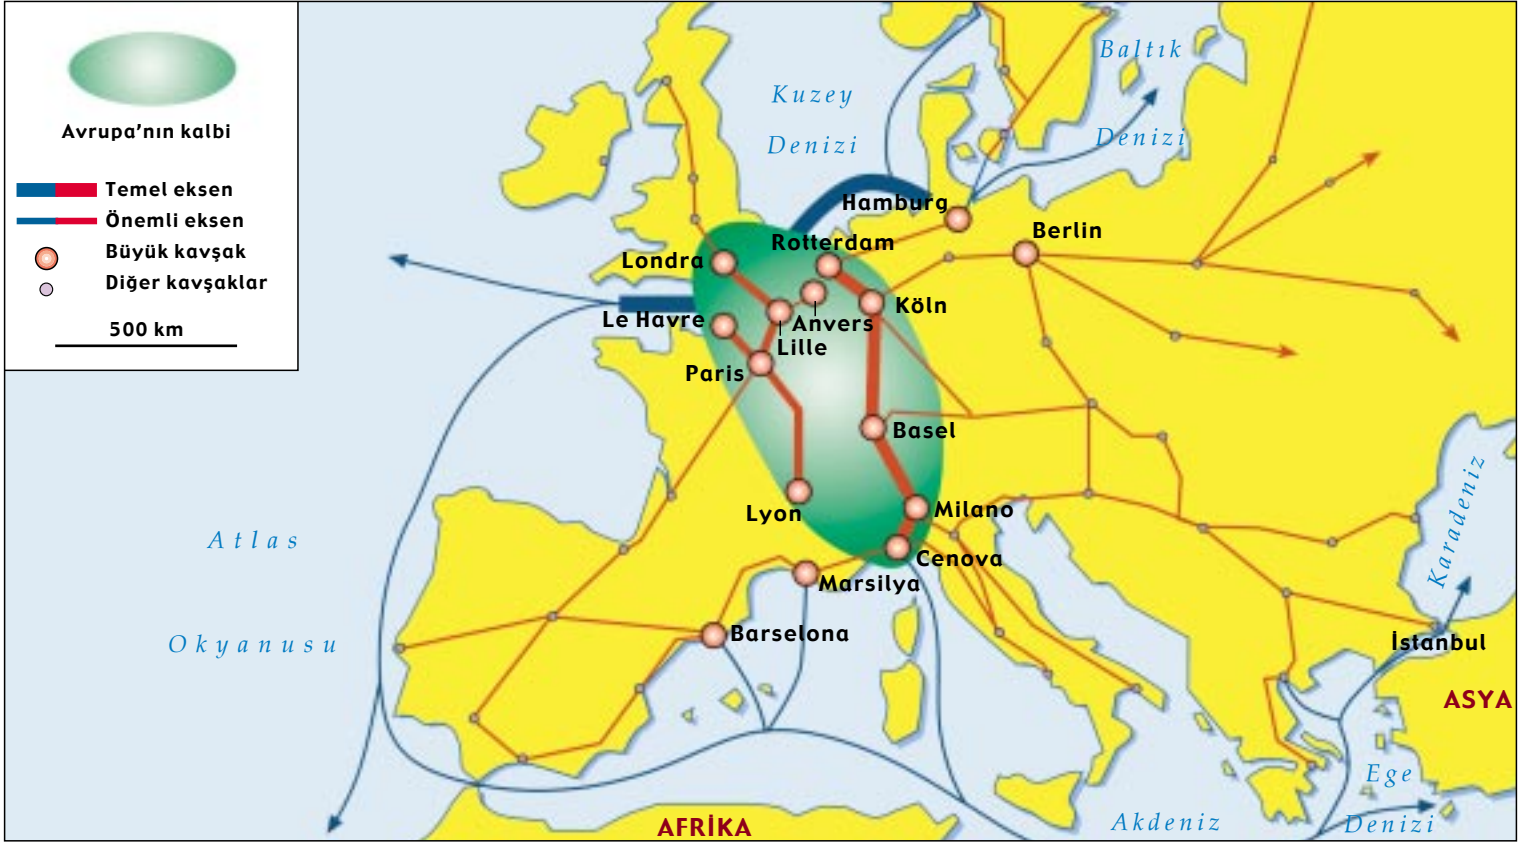 Avrupa'nın kalbi
Temel eksen
Önemli eksen
Büyük kavşak
Diğer kavşaklar
500 km
Kuzey
Denizi
Baltık
Denizi
Hamburg
Berlin
Rotterdam
Londra
Köln
Le Havre
Anvers
Lille
Paris
Basel
Lyon
Milano
Cenova
Marsilya
Barselona
Atlas
Okyanusu
Karadeniz
İstanbul
ASYA
Ege
Denizi
Akdeniz
AFRİKA